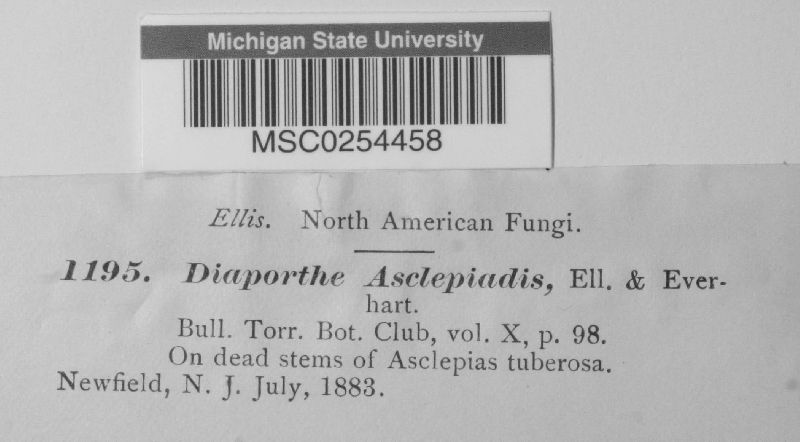 Michigan State University
MSC0254458
Ellis. North American Fungi.
1195. Diaporthe Asclepiadis, Ell. & Ever-
hart.
Bull. Torr. Bot. Club, vol. X, p. 98.
On dead stems of Asclepias tuberosa.
Newfield, N. J. July, 1883.